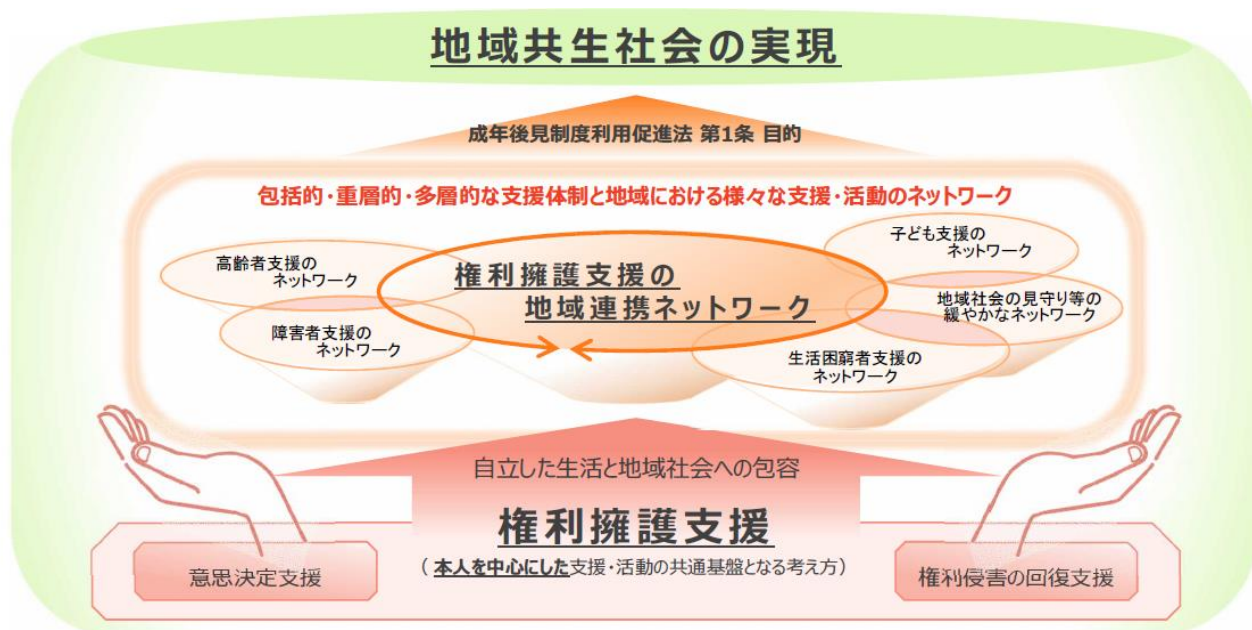 地域共生社会の実現
成年後見制度利用促進法 第1条 目的
包括的・重層的・多層的な支援体制と地域における様々な支援・活動のネットワーク
高齢者支援の
ネットワーク
障害者支援の
ネットワーク
権利擁護支援の
地域連携ネットワーク
子ども支援の
ネットワーク
地域社会の見守り等の
緩やかなネットワーク
生活困窮者支援の
ネットワーク
自立した生活と地域社会への包容
権利擁護支援
（本人を中心にした支援・活動の共通基盤となる考え方）
意思決定支援
権利侵害の回復支援